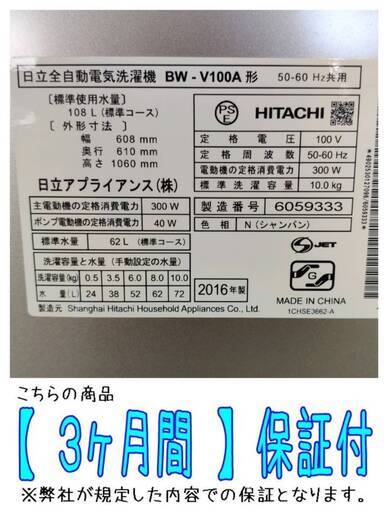 日立全自動電気洗濯機 BW-V100A 形 50-60 Hz共用
〔標準使用水量〕
108 L（標準コース）
〔外形寸法〕
幅 608 mm
奥行 610 mm
高さ 1060 mm
日立アプライアンス(株)
主電動機の定格消費電力 300 W
ポンプ電動機の定格消費電力 40 W
標準水量 62 L（標準コース）
洗濯容量と水量（手動設定の水量）
洗濯容量(kg) 0.5 3.5 6.0 8.0 10.0
水量(L) 24 38 52 62 72
製造元 Shanghai Hitachi Household Appliances Co.,Ltd.
PS
E
HITACHI
定格電圧 100 V
定格周波数 50-60 Hz
電動機の定格消費電力 300 W
標準洗濯容量 10.0kg
製造番号 6059333
色相 N（シャンパン）
S-JET
G
2016年製
MADE IN CHINA
1CHSE3662-A
こちらの商品
【 3ヶ月間 】保証付
※弊社が規定した内容での保証となります。